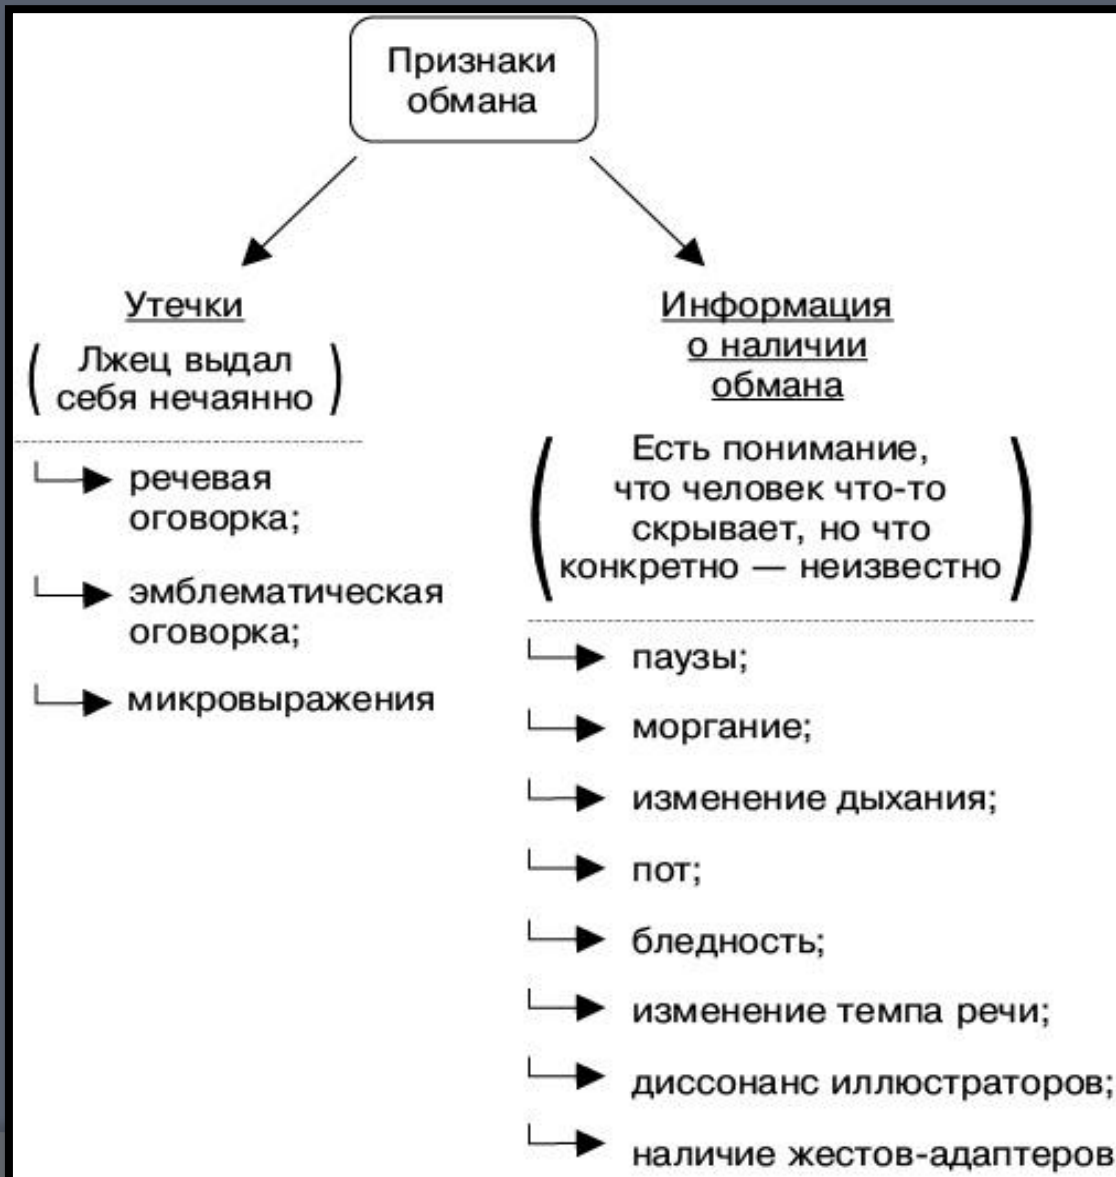 Признаки
обмана
Утечки
( Лжец выдал
себя нечаянно )
речевая
оговорка;
эмблематическая
оговорка;
микровыражения
Информация
о наличии
обмана
( Есть понимание,
что человек что-то
скрывает, но что
конкретно — неизвестно )
паузы;
моргание;
изменение дыхания;
пот;
бледность;
изменение темпа речи;
диссонанс иллюстраторов;
наличие жестов-адаптеров